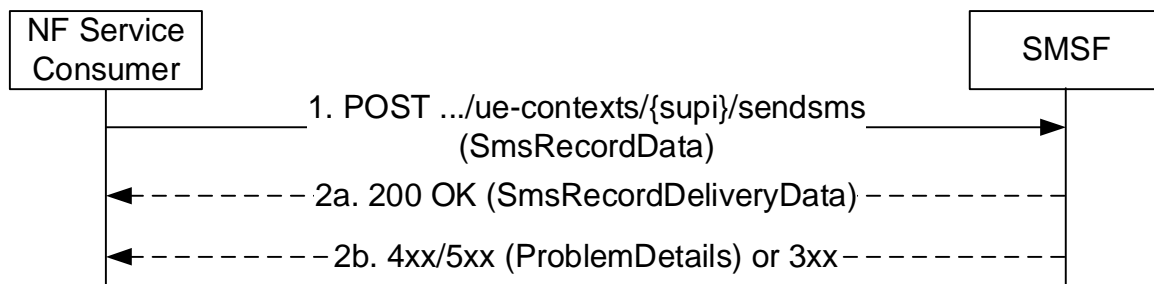 NF Service
Consumer
SMSF
1. POST .../ue-contexts/{supi}/sendsms
(SmsRecordData)
2a. 200 OK (SmsRecordDeliveryData)
2b. 4xx/5xx (ProblemDetails) or 3xx